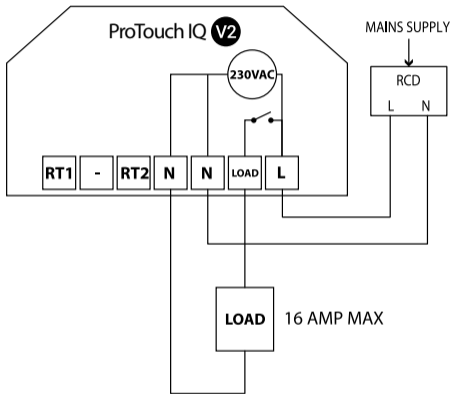 ProTouch IQ V2
MAINS SUPPLY
230VAC
RCD
L N
RT1 - RT2 N N LOAD L
LOAD 16 AMP MAX